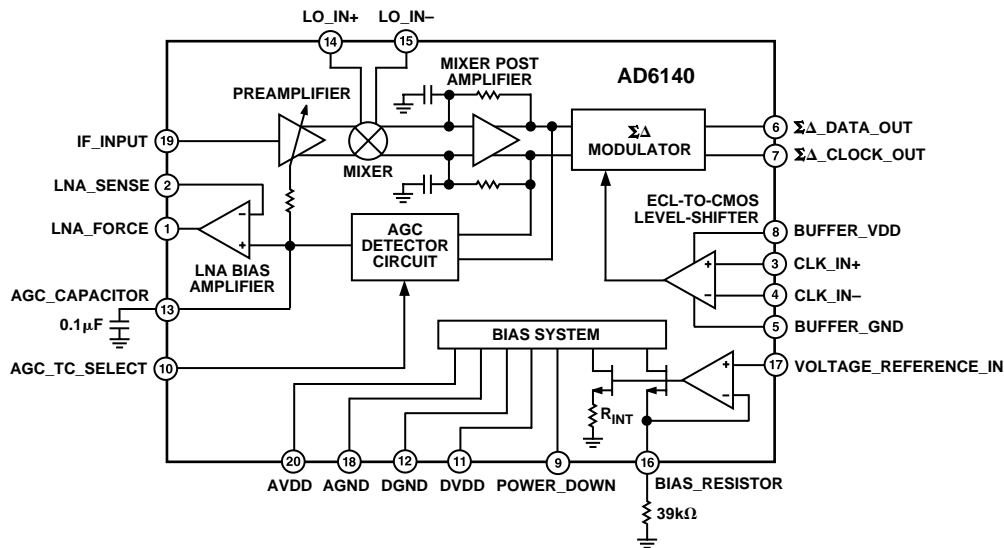 LO_IN+ LO_IN–
14 15
MIXER POST
AMPLIFIER
AD6140
PREAMPLIFIER
IF_INPUT 19
MIXER
ΣΔ
MODULATOR
6 ΣΔ_DATA_OUT
7 ΣΔ_CLOCK_OUT
LNA_SENSE 2
LNA_FORCE 1
–
+
LNA BIAS
AMPLIFIER
AGC
DETECTOR
CIRCUIT
ECL-TO-CMOS
LEVEL-SHIFTER
8 BUFFER_VDD
+ 3 CLK_IN+
– 4 CLK_IN–
5 BUFFER_GND
AGC_CAPACITOR
13
0.1μF
AGC_TC_SELECT 10
BIAS SYSTEM
+ 17 VOLTAGE_REFERENCE_IN
–
RINT
20 18 12 11 9 16
AVDD AGND DGND DVDD POWER_DOWN BIAS_RESISTOR
39kΩ